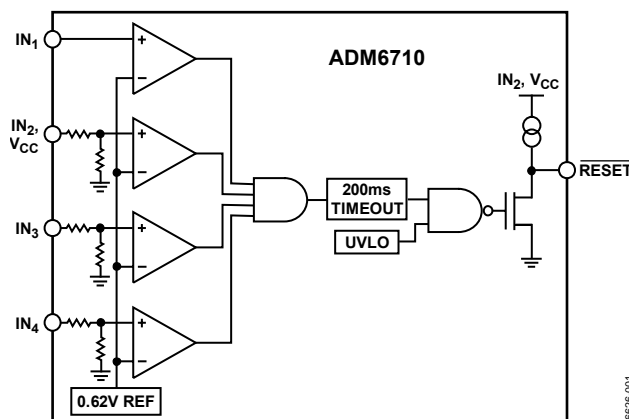 ADM6710
IN1
+
−
IN2, VCC
IN2,
VCC
+
−
RESET
200ms
TIMEOUT
UVLO
IN3
+
−
IN4
+
−
0.62V REF